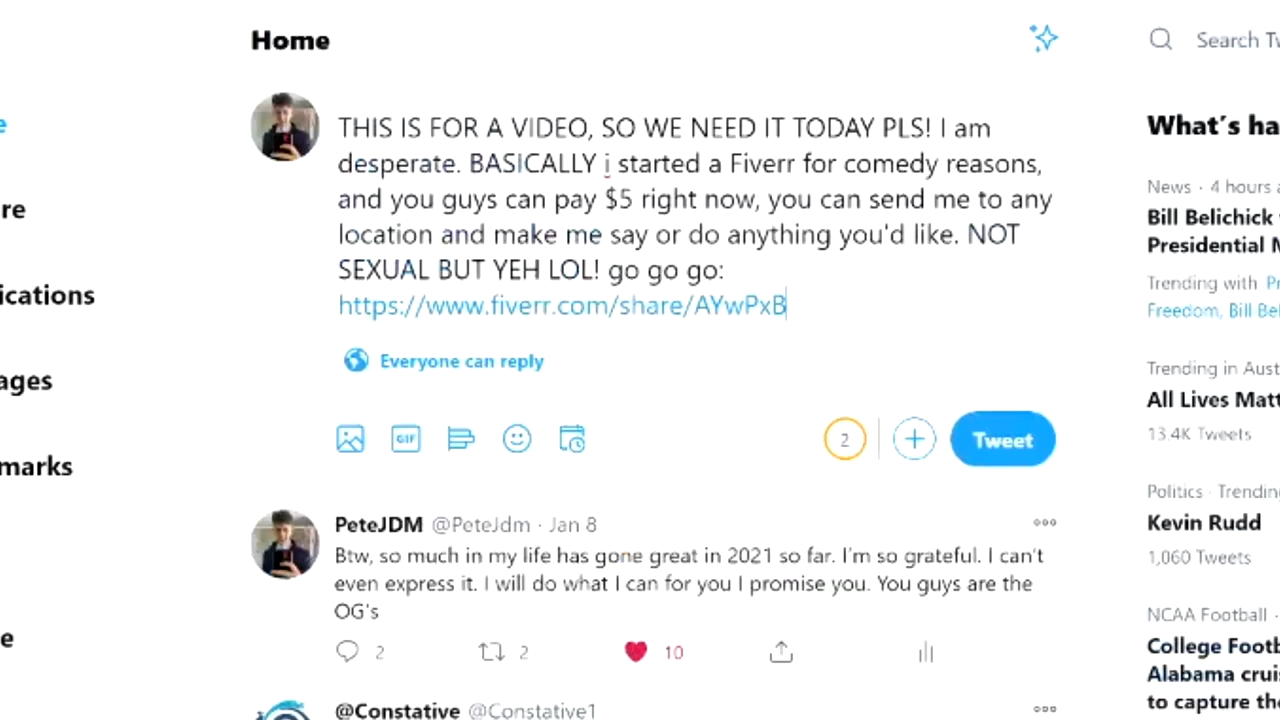 Home
THIS IS FOR A VIDEO, SO WE NEED IT TODAY PLS! I am
desperate. BASICALLY i started a Fiverr for comedy reasons,
and you guys can pay $5 right now, you can send me to any
location and make me say or do anything you'd like. NOT
SEXUAL BUT YEH LOL! go go go:
https://www.fiverr.com/share/AYwPxB
Everyone can reply
GIF
2
Tweet
PeteJDM @PeteJdm · Jan 8
Btw, so much in my life has gone great in 2021 so far. I'm so grateful. I can't
even express it. I will do what I can for you I promise you. You guys are the
OG's
2
2
10
@Constative @Constative1
e
re
ications
ages
marks
e
Search Tw
What's ha
News · 4 hours a
Bill Belichick
Presidential M
Trending with Pr
Freedom, Bill Bel
Trending in Aust
All Lives Matt
13.4K Tweets
Politics · Trending
Kevin Rudd
1,060 Tweets
NCAA Football ·
College Footb
Alabama cruis
to capture the